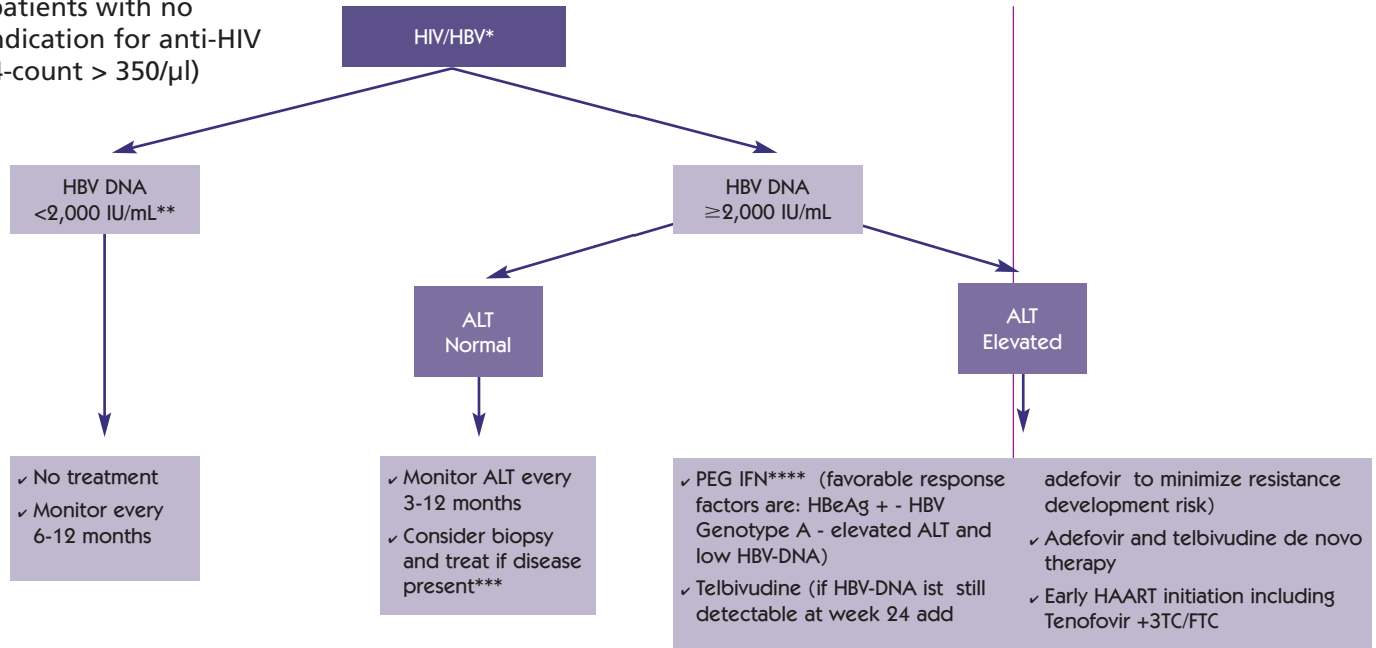 patients with no
indication for anti-HIV
4-count > 350/µl)
HIV/HBV*
HBV DNA
<2,000 IU/mL**
HBV DNA
≥2,000 IU/mL
ALT
Normal
ALT
Elevated
✓ No treatment
✓ Monitor every
6-12 months
✓ Monitor ALT every
3-12 months
✓ Consider biopsy
and treat if disease
present***
✓ PEG IFN**** (favorable response
factors are: HBeAg + - HBV
Genotype A - elevated ALT and
low HBV-DNA)
✓ Telbivudine (if HBV-DNA ist still
detectable at week 24 add
adefovir to minimize resistance
development risk)
✓ Adefovir and telbivudine de novo
therapy
✓ Early HAART initiation including
Tenofovir +3TC/FTC